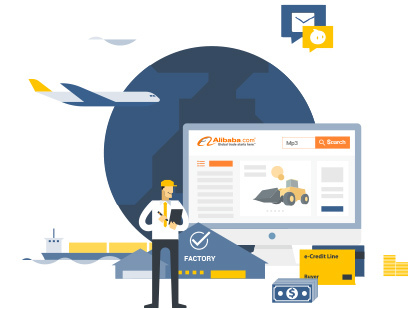 Alibaba.com
Global trade starts here
Mp3
Search
FACTORY
e-Credit Line
Buyer
$